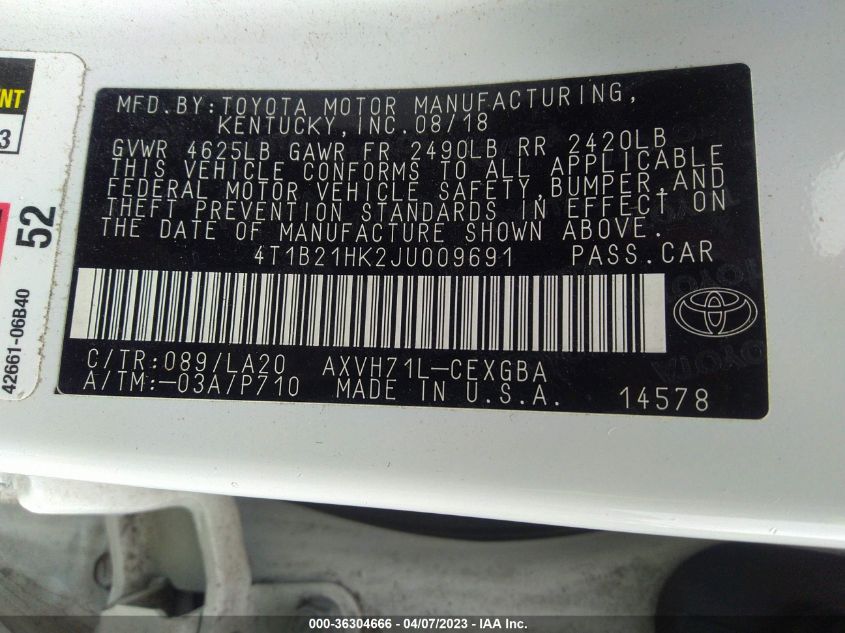 MFD.BY:TOYOTA MOTOR MANUFACTURING,
KENTUCKY,INC.08/18
GVWR 4625LB GAWR FR 2490LB RR 2420LB
THIS VEHICLE CONFORMS TO ALL APPLICABLE
FEDERAL MOTOR VEHICLE SAFETY,BUMPER,AND
THEFT PREVENTION STANDARDS IN EFFECT ON
THE DATE OF MANUFACTURE SHOWN ABOVE.
4T1B21HK2JU009691 PASS.CAR
C/TR:089/LA20 AXVH71L-CEXGBA
A/TM:-03A/P710 MADE IN U.S.A. 14578
52
42661-06B40
3
000-36304666 - 04/07/2023 - IAA Inc.